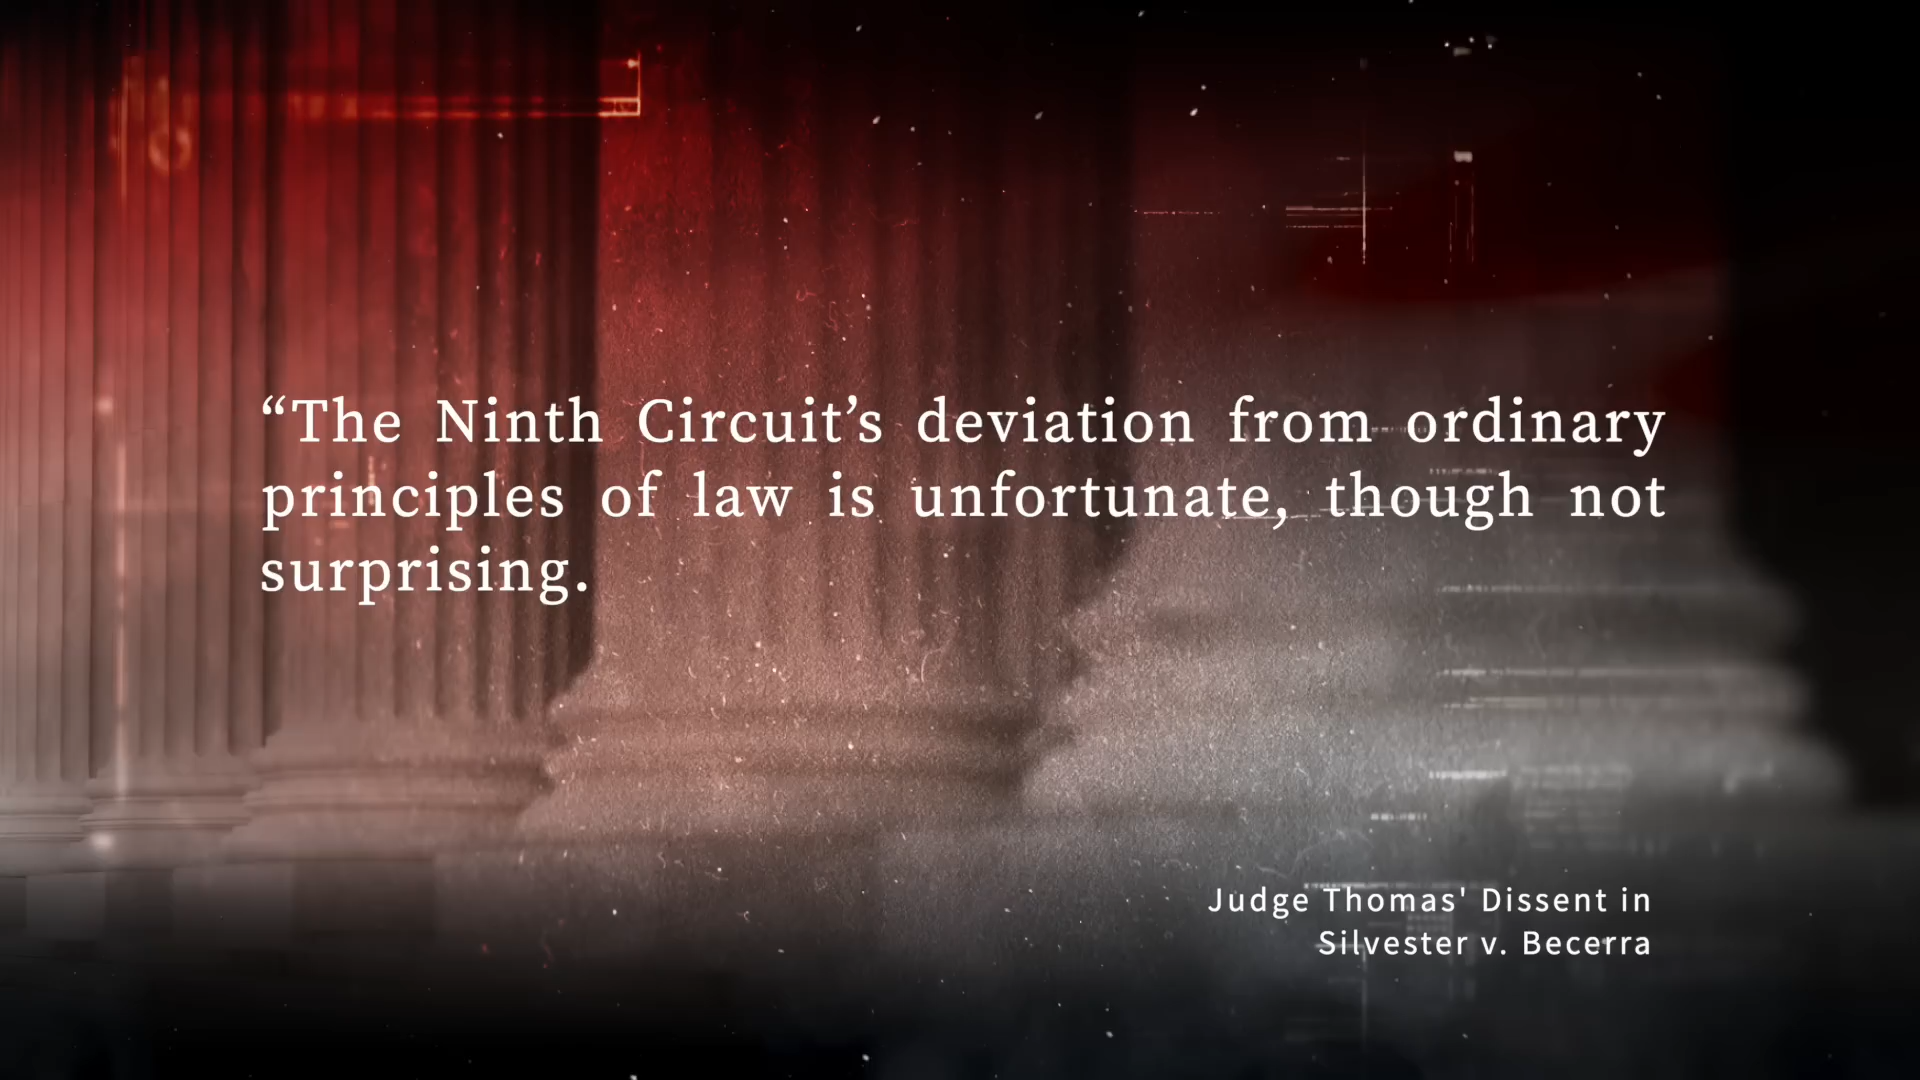 “The Ninth Circuit’s deviation from ordinary
principles of law is unfortunate, though not
surprising.
Judge Thomas' Dissent in
Silvester v. Becerra